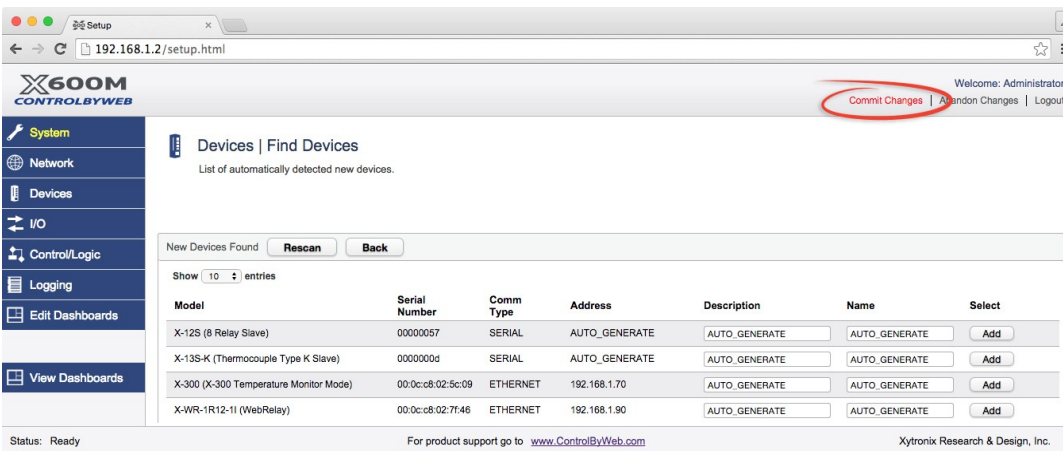 Setup
192.168.1.2/setup.html
X600M
CONTROLBYWEB
Welcome: Administrator
Commit Changes | Abandon Changes | Logout
System
Network
Devices
I/O
Control/Logic
Logging
Edit Dashboards
View Dashboards
Devices | Find Devices
List of automatically detected new devices.
New Devices Found Rescan Back
Show 10 entries
Model Serial Number Comm Type Address Description Name Select
X-12S (8 Relay Slave) 00000057 SERIAL AUTO_GENERATE AUTO_GENERATE AUTO_GENERATE Add
X-13S-K (Thermocouple Type K Slave) 0000000d SERIAL AUTO_GENERATE AUTO_GENERATE AUTO_GENERATE Add
X-300 (X-300 Temperature Monitor Mode) 00:0c:c8:02:5c:09 ETHERNET 192.168.1.70 AUTO_GENERATE AUTO_GENERATE Add
X-WR-1R12-1I (WebRelay) 00:0c:c8:02:7f:46 ETHERNET 192.168.1.90 AUTO_GENERATE AUTO_GENERATE Add
Status: Ready
For product support go to www.ControlByWeb.com
Xytronix Research & Design, Inc.